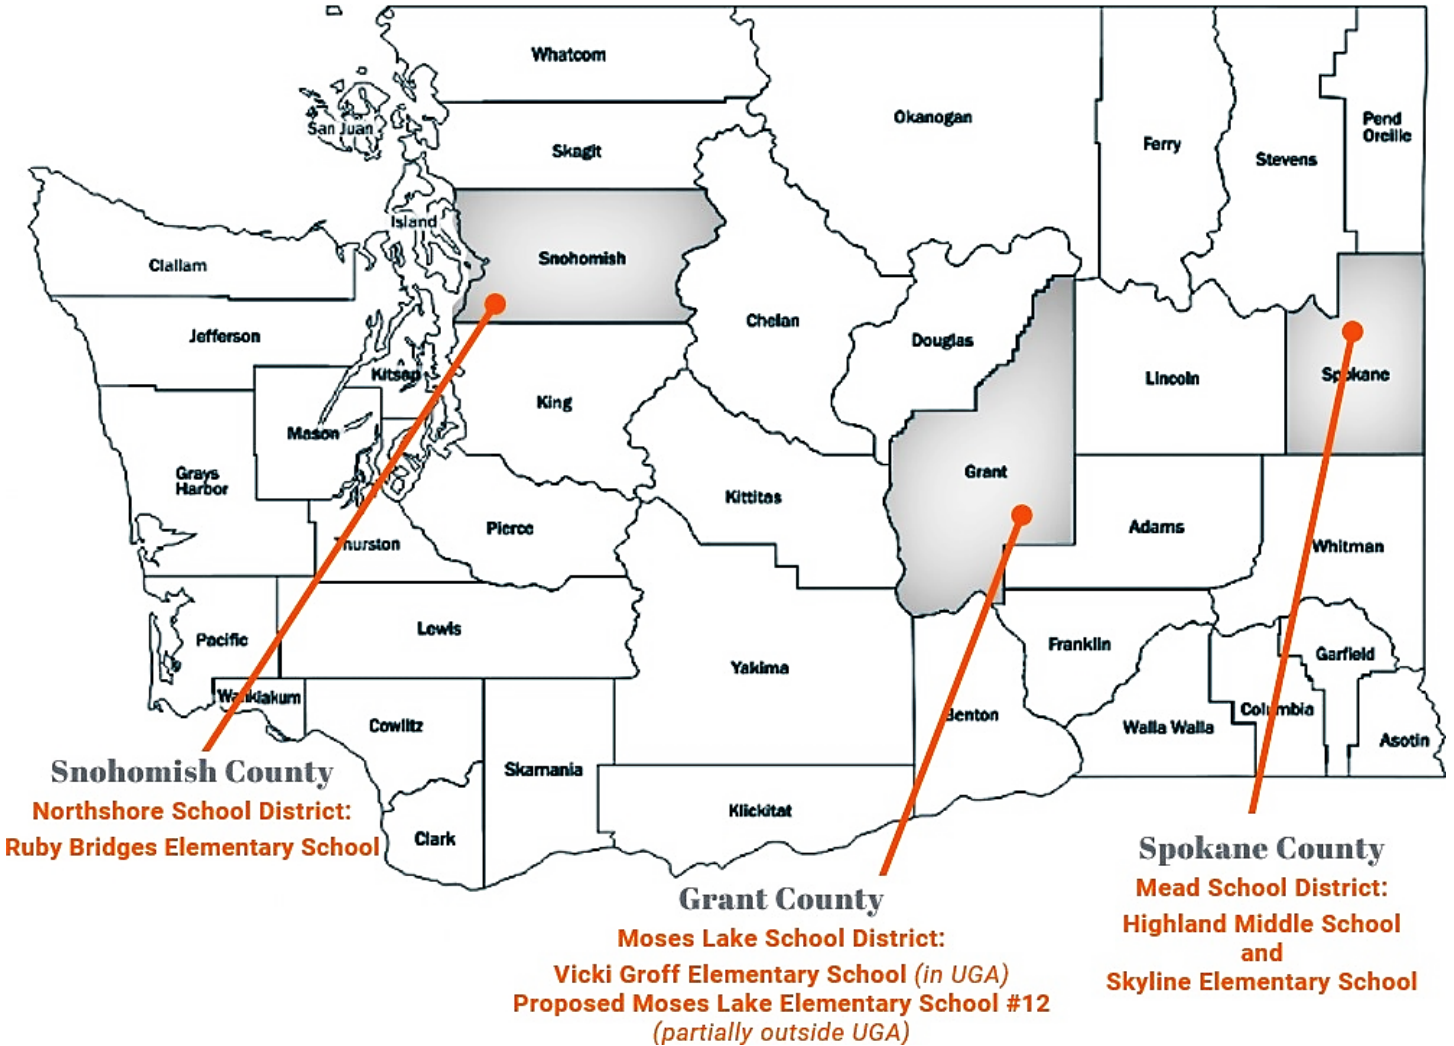 Whatcom
Okanogan
Pend
Oreille
San Juan
Ferry
Skagit
Stevens
Island
Snohomish
Clallam
Chelan
Jefferson
Douglas
Kitsap
Lincoln
Spokane
King
Mason
Grays
Harbor
Grant
Kittitas
Pierce
Adams
Thurston
Whitman
Lewis
Pacific
Franklin
Garfield
Yakima
Wahkiakum
Columbia
Benton
Cowlitz
Walla Walla
Asotin
Skamania
Klickitat
Clark
Snohomish County
Northshore School District:
Ruby Bridges Elementary School
Grant County
Moses Lake School District:
Vicki Groff Elementary School (in UGA)
Proposed Moses Lake Elementary School #12
(partially outside UGA)
Spokane County
Mead School District:
Highland Middle School
and
Skyline Elementary School